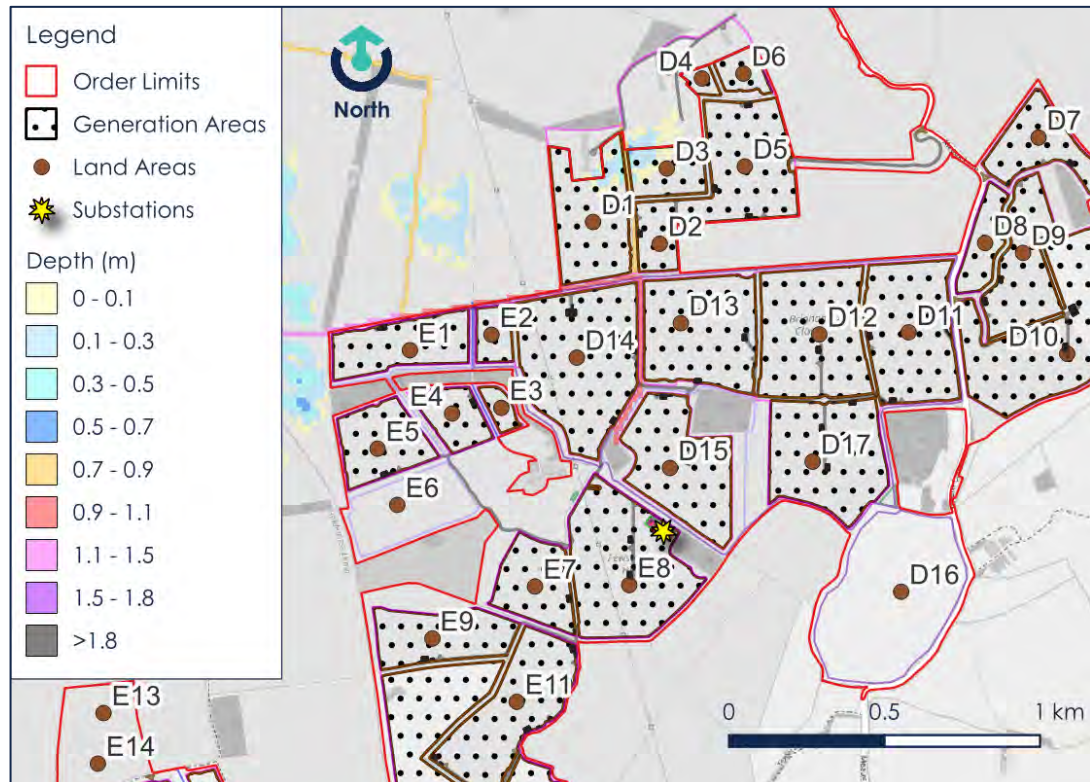 Legend
Order Limits
Generation Areas
Land Areas
Substations
Depth (m)
0 - 0.1
0.1 - 0.3
0.3 - 0.5
0.5 - 0.7
0.7 - 0.9
0.9 - 1.1
1.1 - 1.5
1.5 - 1.8
>1.8
North
D4
D6
D7
D3
D5
D1
D2
D8
D9
E2
E1
D14
D13
D12
D11
D10
E3
E4
E5
D15
D17
E6
E7
E8
D16
E9
E11
E13
E14
0
0.5
1 km